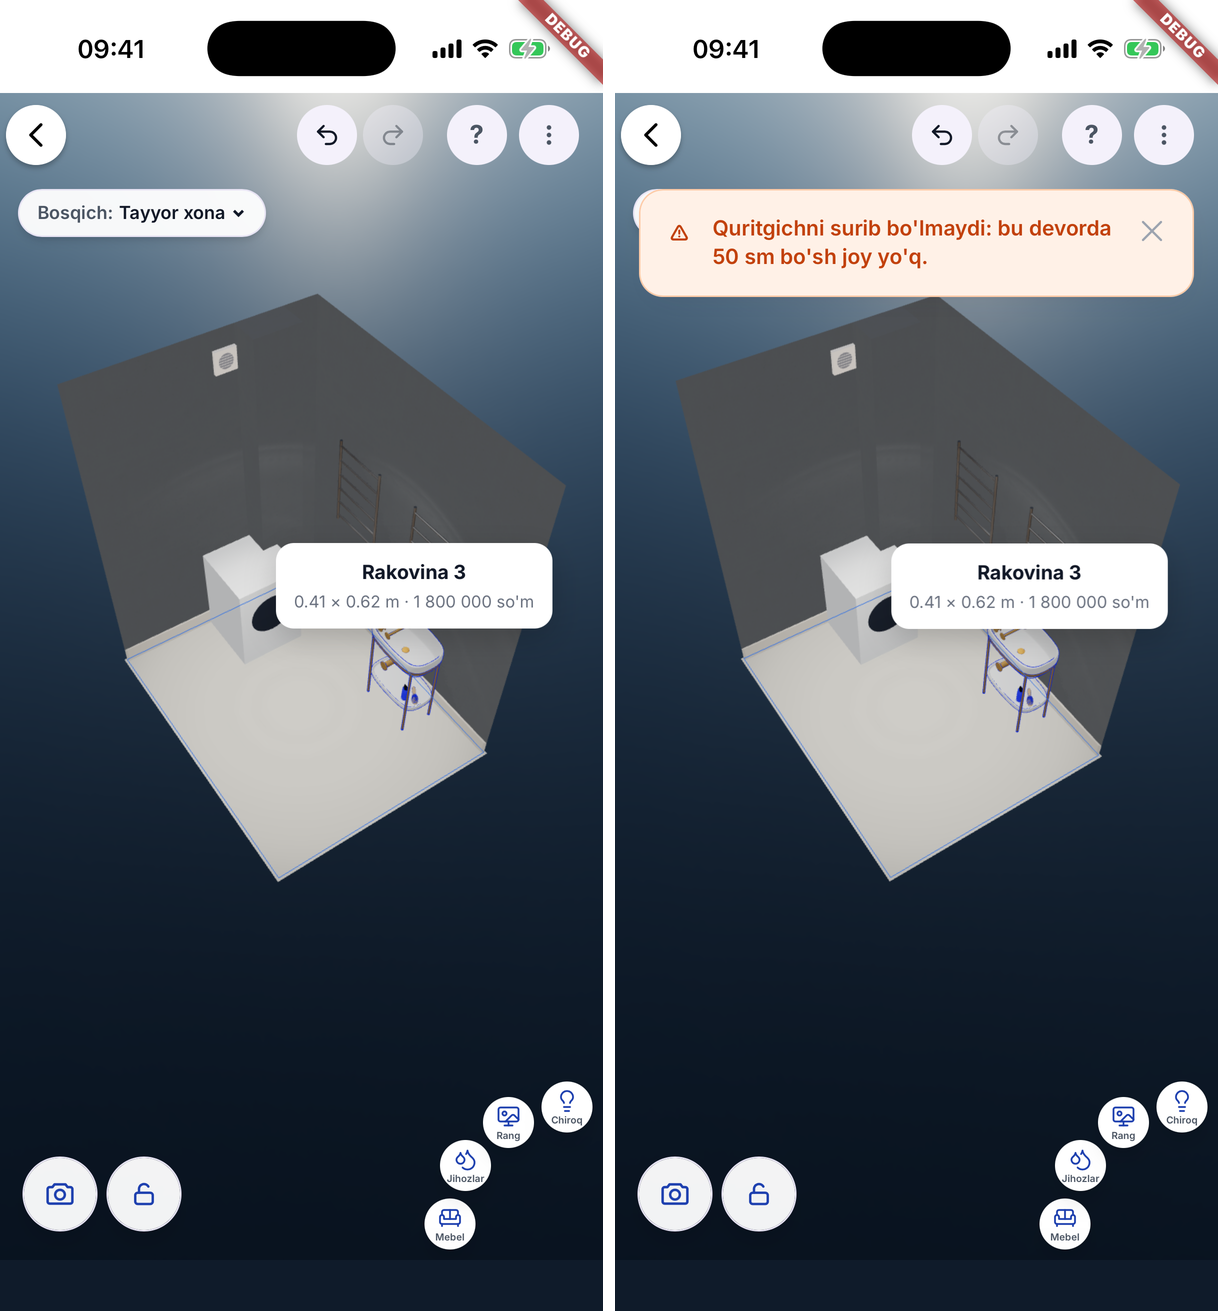 09:41
DEBUG
?
Bosqich: Tayyor xona
Rakovina 3
0.41 × 0.62 m · 1 800 000 so'm
Chiroq
Rang
Jihozlar
Mebel
09:41
DEBUG
?
Quritgichni surib bo'lmaydi: bu devorda
50 sm bo'sh joy yo'q.
Rakovina 3
0.41 × 0.62 m · 1 800 000 so'm
Chiroq
Rang
Jihozlar
Mebel